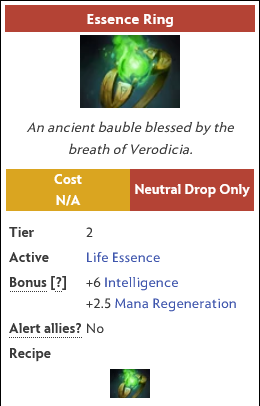 Essence Ring
An ancient bauble blessed by the
breath of Verodicia.
Cost
N/A
Neutral Drop Only
Tier 2
Active Life Essence
Bonus [?] +6 Intelligence
+2.5 Mana Regeneration
Alert allies? No
Recipe